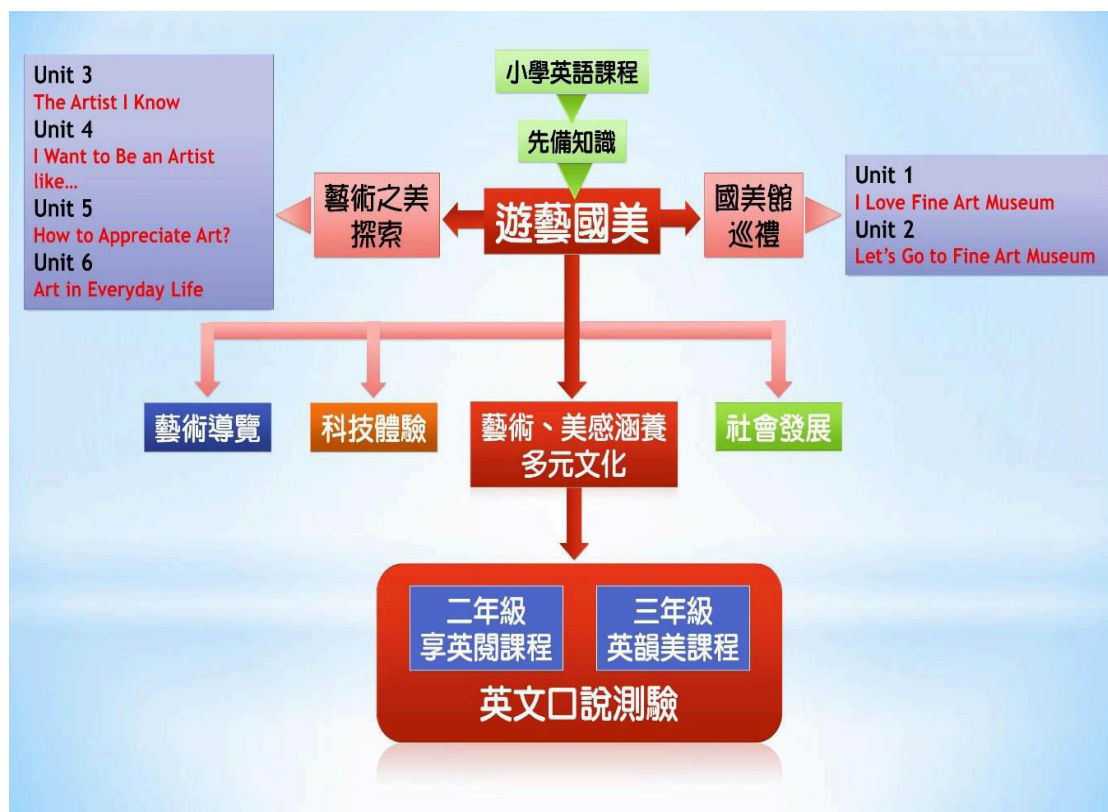 小學英語課程
先備知識
遊藝國美
藝術之美
探索
Unit 3
The Artist I Know
Unit 4
I Want to Be an Artist
like…
Unit 5
How to Appreciate Art?
Unit 6
Art in Everyday Life
國美館
巡禮
Unit 1
I Love Fine Art Museum
Unit 2
Let’s Go to Fine Art Museum
藝術導覽
科技體驗
藝術、美感涵養
多元文化
社會發展
二年級
享英閱課程
三年級
英韻美課程
英文口說測驗